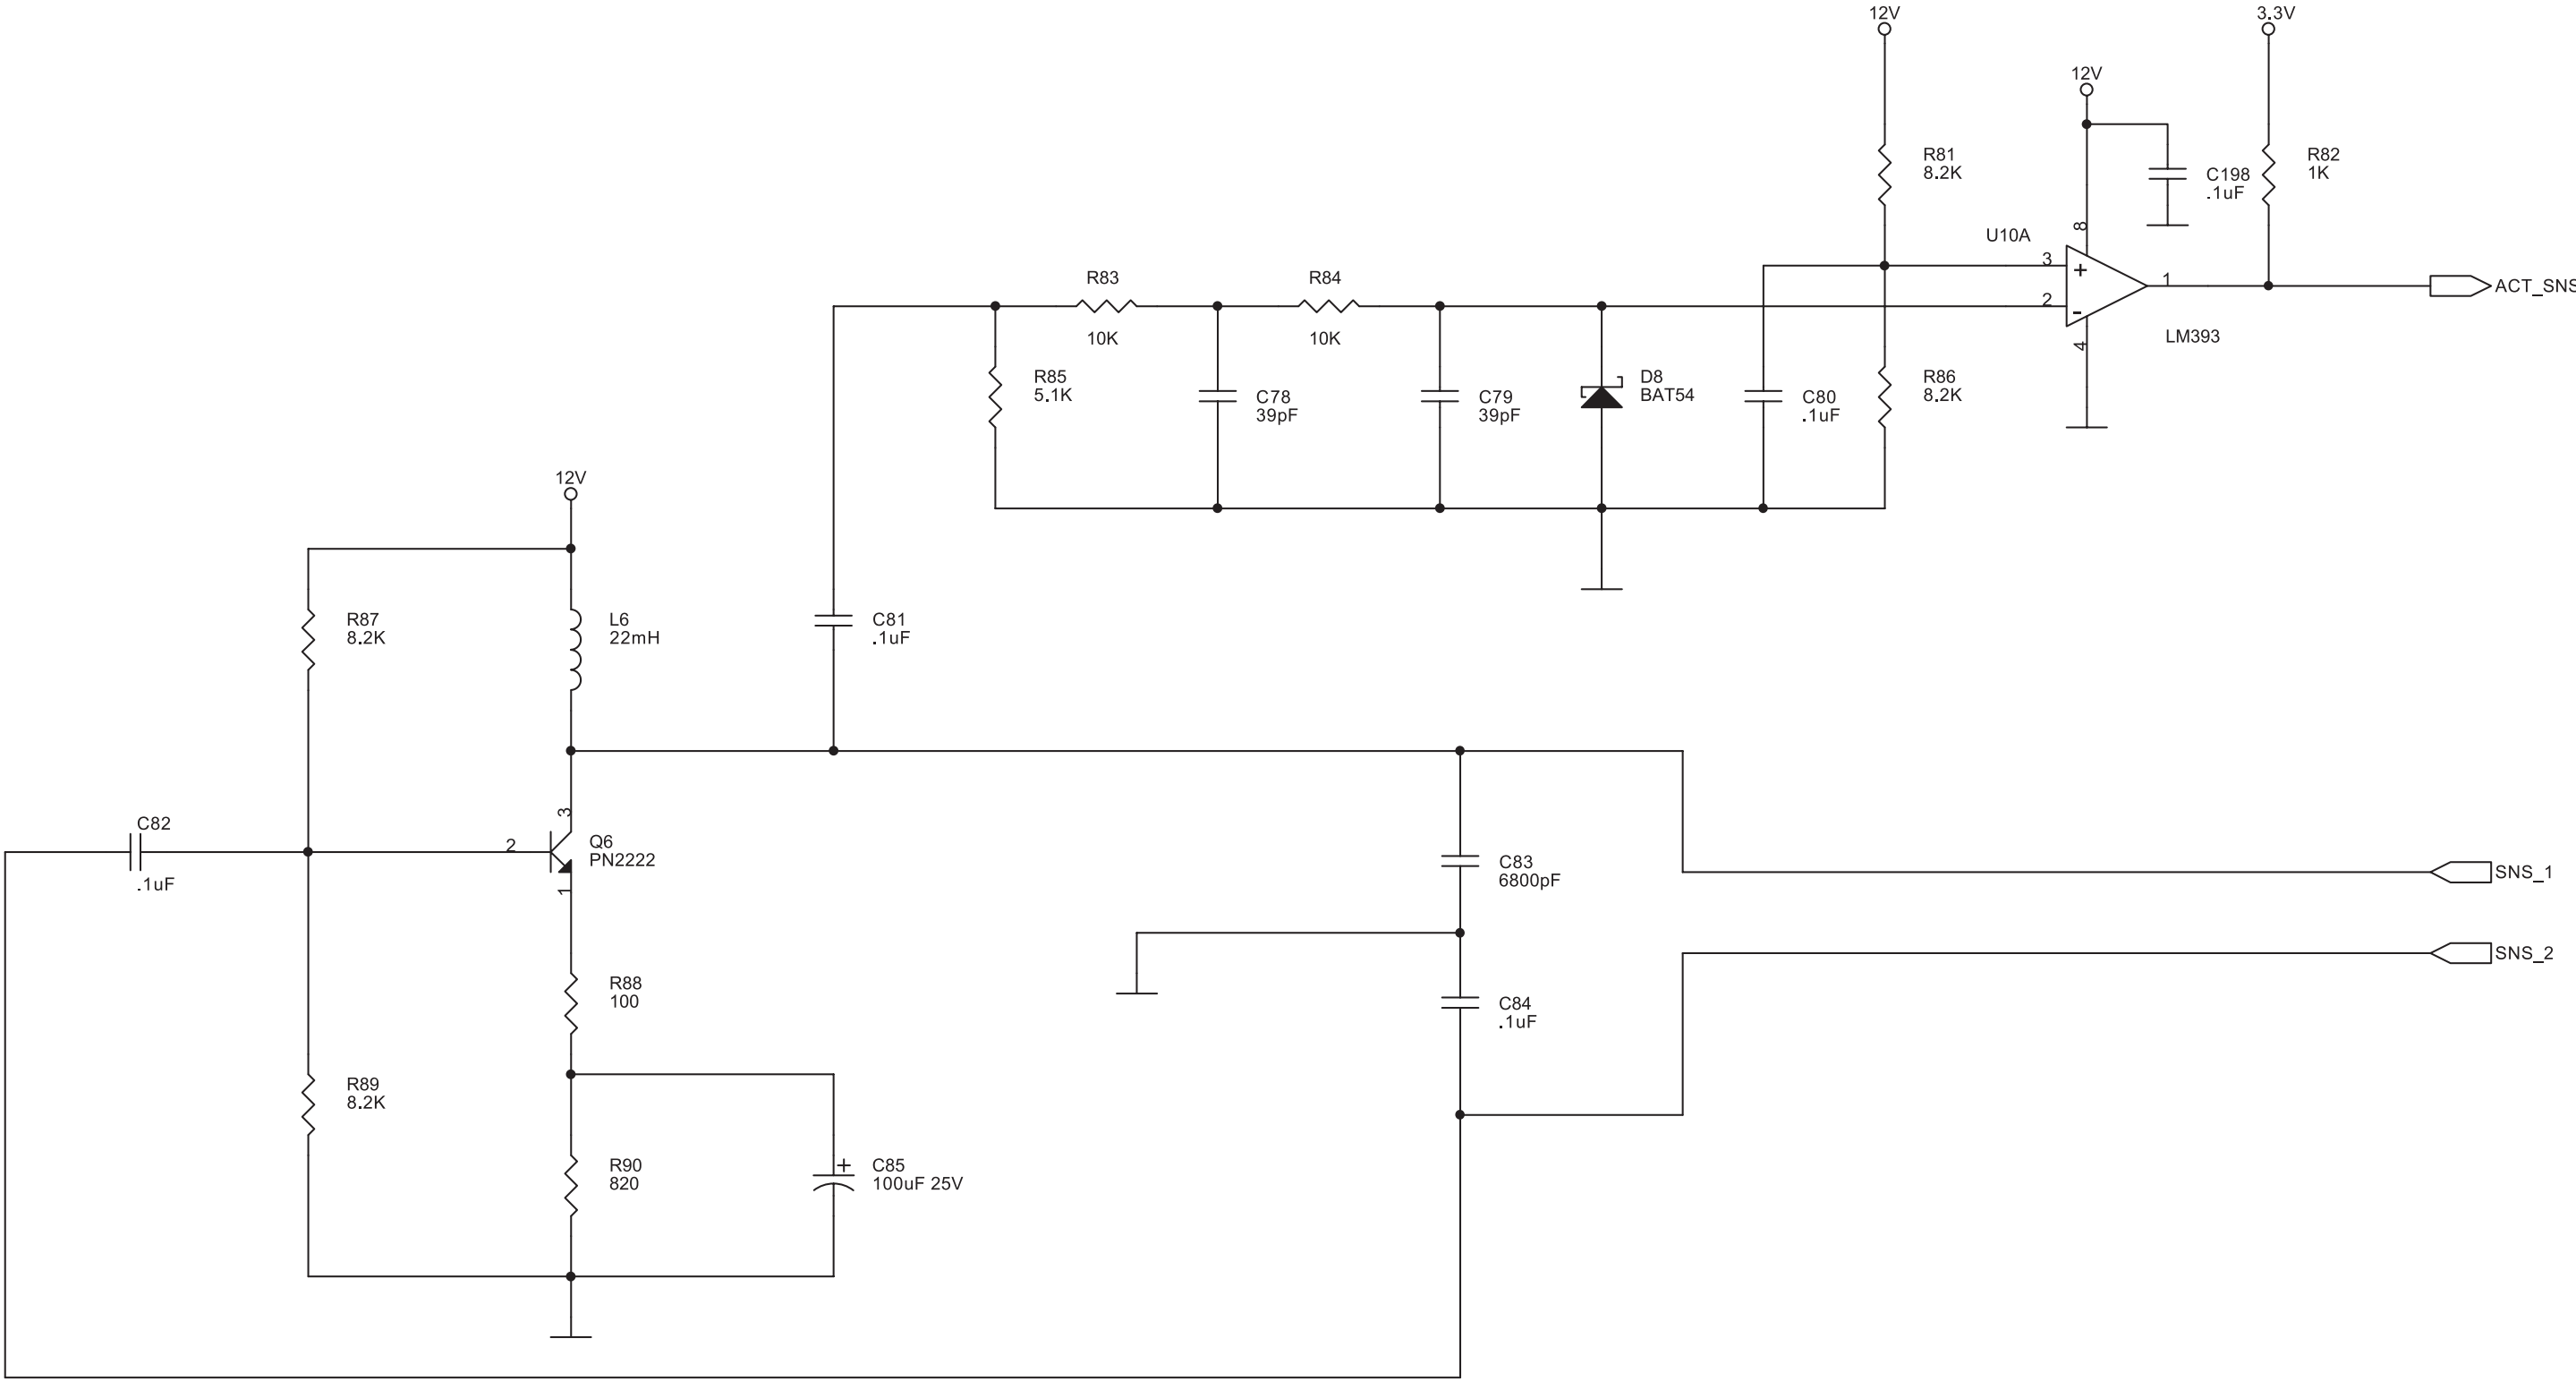 12V
3.3V
12V
R81
8.2K
C198
.1uF
R82
1K
8
U10A
3
+
1
ACT_SNS
2
-
LM393
4
R83
10K
R84
10K
R85
5.1K
C78
39pF
C79
39pF
D8
BAT54
C80
.1uF
R86
8.2K
12V
R87
8.2K
L6
22mH
C81
.1uF
C82
.1uF
3
2
Q6
PN2222
1
C83
6800pF
SNS_1
SNS_2
R88
100
C84
.1uF
R89
8.2K
R90
820
+
C85
100uF 25V